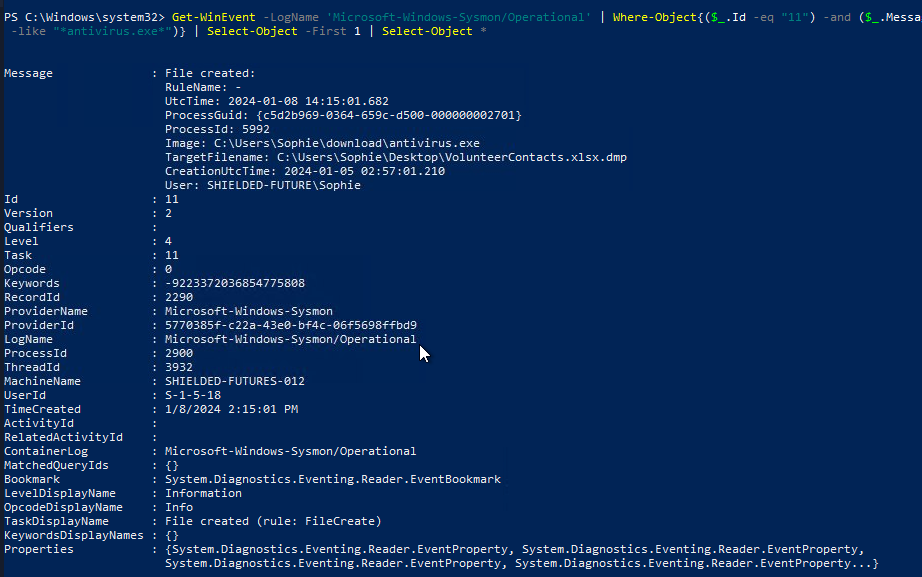 PS C:\Windows\system32> Get-WinEvent -LogName 'Microsoft-Windows-Sysmon/Operational' | Where-Object{($_.Id -eq "11") -and ($_.Messa
-like "*antivirus.exe*")} | Select-Object -First 1 | Select-Object *
Message : File created:
RuleName: -
UtcTime: 2024-01-08 14:15:01.682
ProcessGuid: {c5d2b969-0364-659c-d500-000000002701}
ProcessId: 5992
Image: C:\Users\Sophie\download\antivirus.exe
TargetFilename: C:\Users\Sophie\Desktop\VolunteerContacts.xlsx.dmp
CreationUtcTime: 2024-01-05 02:57:01.210
User: SHIELDED-FUTURE\Sophie
Id : 11
Version : 2
Qualifiers :
Level : 4
Task : 11
Opcode : 0
Keywords : -9223372036854775808
RecordId : 2290
ProviderName : Microsoft-Windows-Sysmon
ProviderId : 5770385f-c22a-43e0-bf4c-06f5698ffbd9
LogName : Microsoft-Windows-Sysmon/Operational
ProcessId : 2900
ThreadId : 3932
MachineName : SHIELDED-FUTURES-012
UserId : S-1-5-18
TimeCreated : 1/8/2024 2:15:01 PM
ActivityId :
RelatedActivityId :
ContainerLog : Microsoft-Windows-Sysmon/Operational
MatchedQueryIds : {}
Bookmark : System.Diagnostics.Eventing.Reader.EventBookmark
LevelDisplayName : Information
OpcodeDisplayName : Info
TaskDisplayName : File created (rule: FileCreate)
KeywordsDisplayNames : {}
Properties : {System.Diagnostics.Eventing.Reader.EventProperty, System.Diagnostics.Eventing.Reader.EventProperty,
System.Diagnostics.Eventing.Reader.EventProperty, System.Diagnostics.Eventing.Reader.EventProperty...}